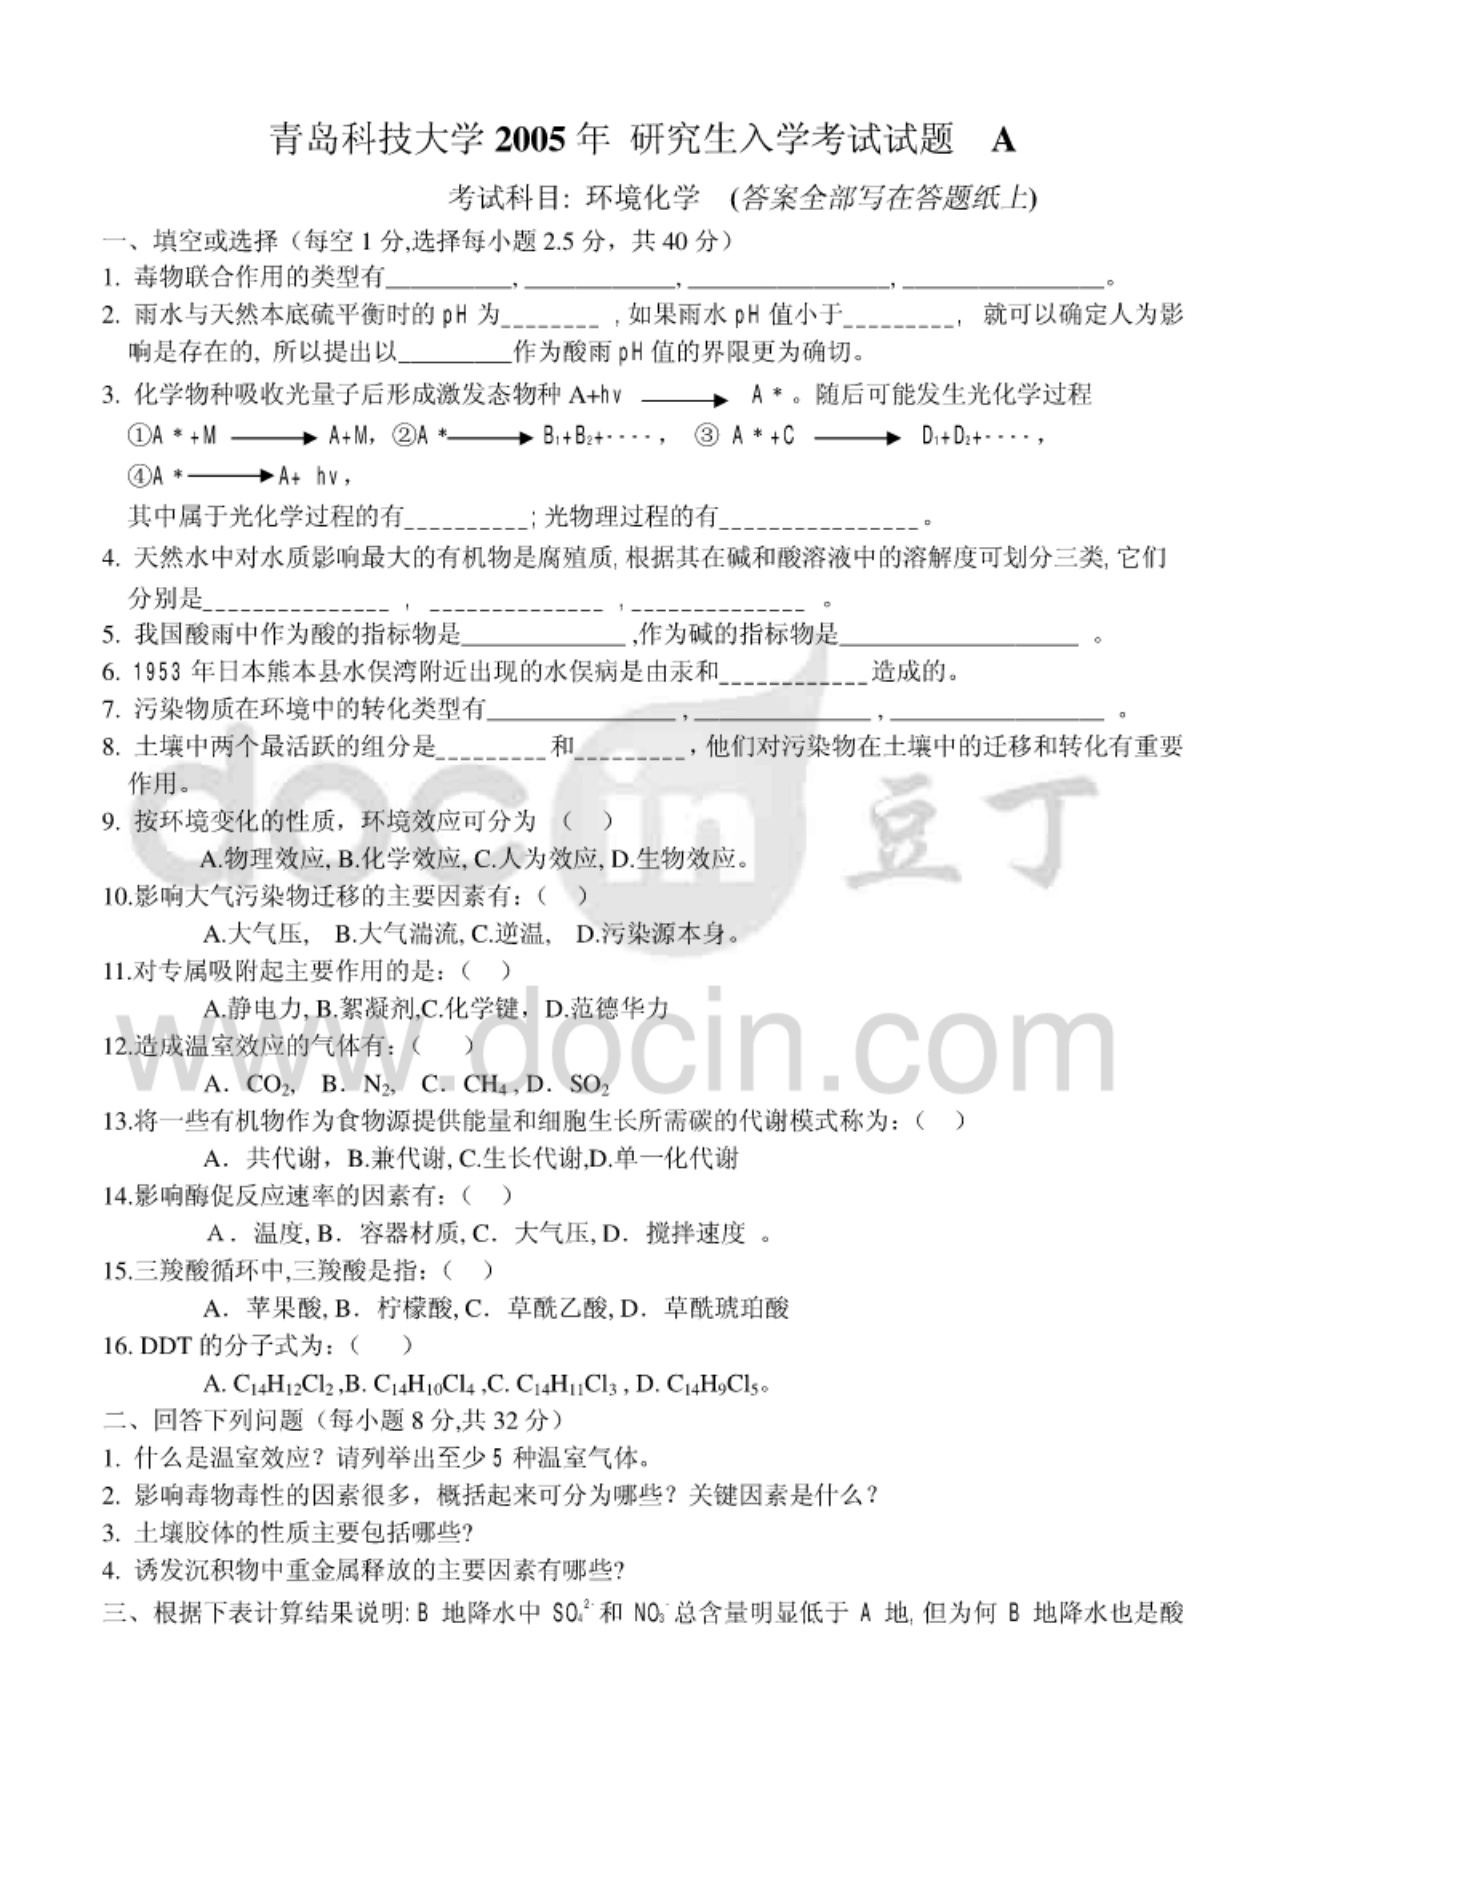 青岛科技大学 2005 年 研究生入学考试试题 A
考试科目: 环境化学 (答案全部写在答题纸上)
一、填空或选择（每空 1 分,选择每小题 2.5 分，共 40 分）
1. 毒物联合作用的类型有__________, ____________, ________________, ________________。
2. 雨水与天然本底硫平衡时的 pH 为________ ,如果雨水 pH 值小于_________, 就可以确定人为影
响是存在的, 所以提出以_________作为酸雨 pH 值的界限更为确切。
3. 化学物种吸收光量子后形成激发态物种 A+hν ⟶ A *。随后可能发生光化学过程
①A *+M ⟶ A+M，②A *⟶ B₁+B₂+----， ③ A *+C ⟶ D₁+D₂+----，
④A *⟶A+ hν，
其中属于光化学过程的有__________;光物理过程的有________________。
4. 天然水中对水质影响最大的有机物是腐殖质,根据其在碱和酸溶液中的溶解度可划分三类,它们
分别是_______________ , ______________ ,______________ 。
5. 我国酸雨中作为酸的指标物是_____________ ,作为碱的指标物是___________________ 。
6. 1953 年日本熊本县水俣湾附近出现的水俣病是由汞和____________造成的。
7. 污染物质在环境中的转化类型有_______________ , ______________ , _________________ 。
8. 土壤中两个最活跃的组分是_________和_________，他们对污染物在土壤中的迁移和转化有重要
作用。
9. 按环境变化的性质，环境效应可分为 （ ）
A.物理效应, B.化学效应, C.人为效应, D.生物效应。
10.影响大气污染物迁移的主要因素有:（ ）
A.大气压, B.大气湍流, C.逆温, D.污染源本身。
11.对专属吸附起主要作用的是:（ ）
A.静电力, B.絮凝剂,C.化学键，D.范德华力
12.造成温室效应的气体有:（ ）
A．CO₂, B．N₂, C．CH₄ , D．SO₂
13.将一些有机物作为食物源提供能量和细胞生长所需碳的代谢模式称为:（ ）
A．共代谢，B.兼代谢, C.生长代谢,D.单一化代谢
14.影响酶促反应速率的因素有:（ ）
A．温度, B．容器材质, C．大气压, D．搅拌速度 。
15.三羧酸循环中,三羧酸是指:（ ）
A．苹果酸, B．柠檬酸, C．草酰乙酸, D．草酰琥珀酸
16. DDT 的分子式为:（ ）
A. C₁₄H₁₂Cl₂ ,B. C₁₄H₁₀Cl₄ ,C. C₁₄H₁₁Cl₃ , D. C₁₄H₉Cl₅。
二、回答下列问题（每小题 8 分,共 32 分）
1. 什么是温室效应？请列举出至少 5 种温室气体。
2. 影响毒物毒性的因素很多，概括起来可分为哪些？关键因素是什么？
3. 土壤胶体的性质主要包括哪些?
4. 诱发沉积物中重金属释放的主要因素有哪些?
三、根据下表计算结果说明: B 地降水中 SO₄²⁻和 NO₃⁻总含量明显低于 A 地,但为何 B 地降水也是酸
docin 豆丁
www.docin.com